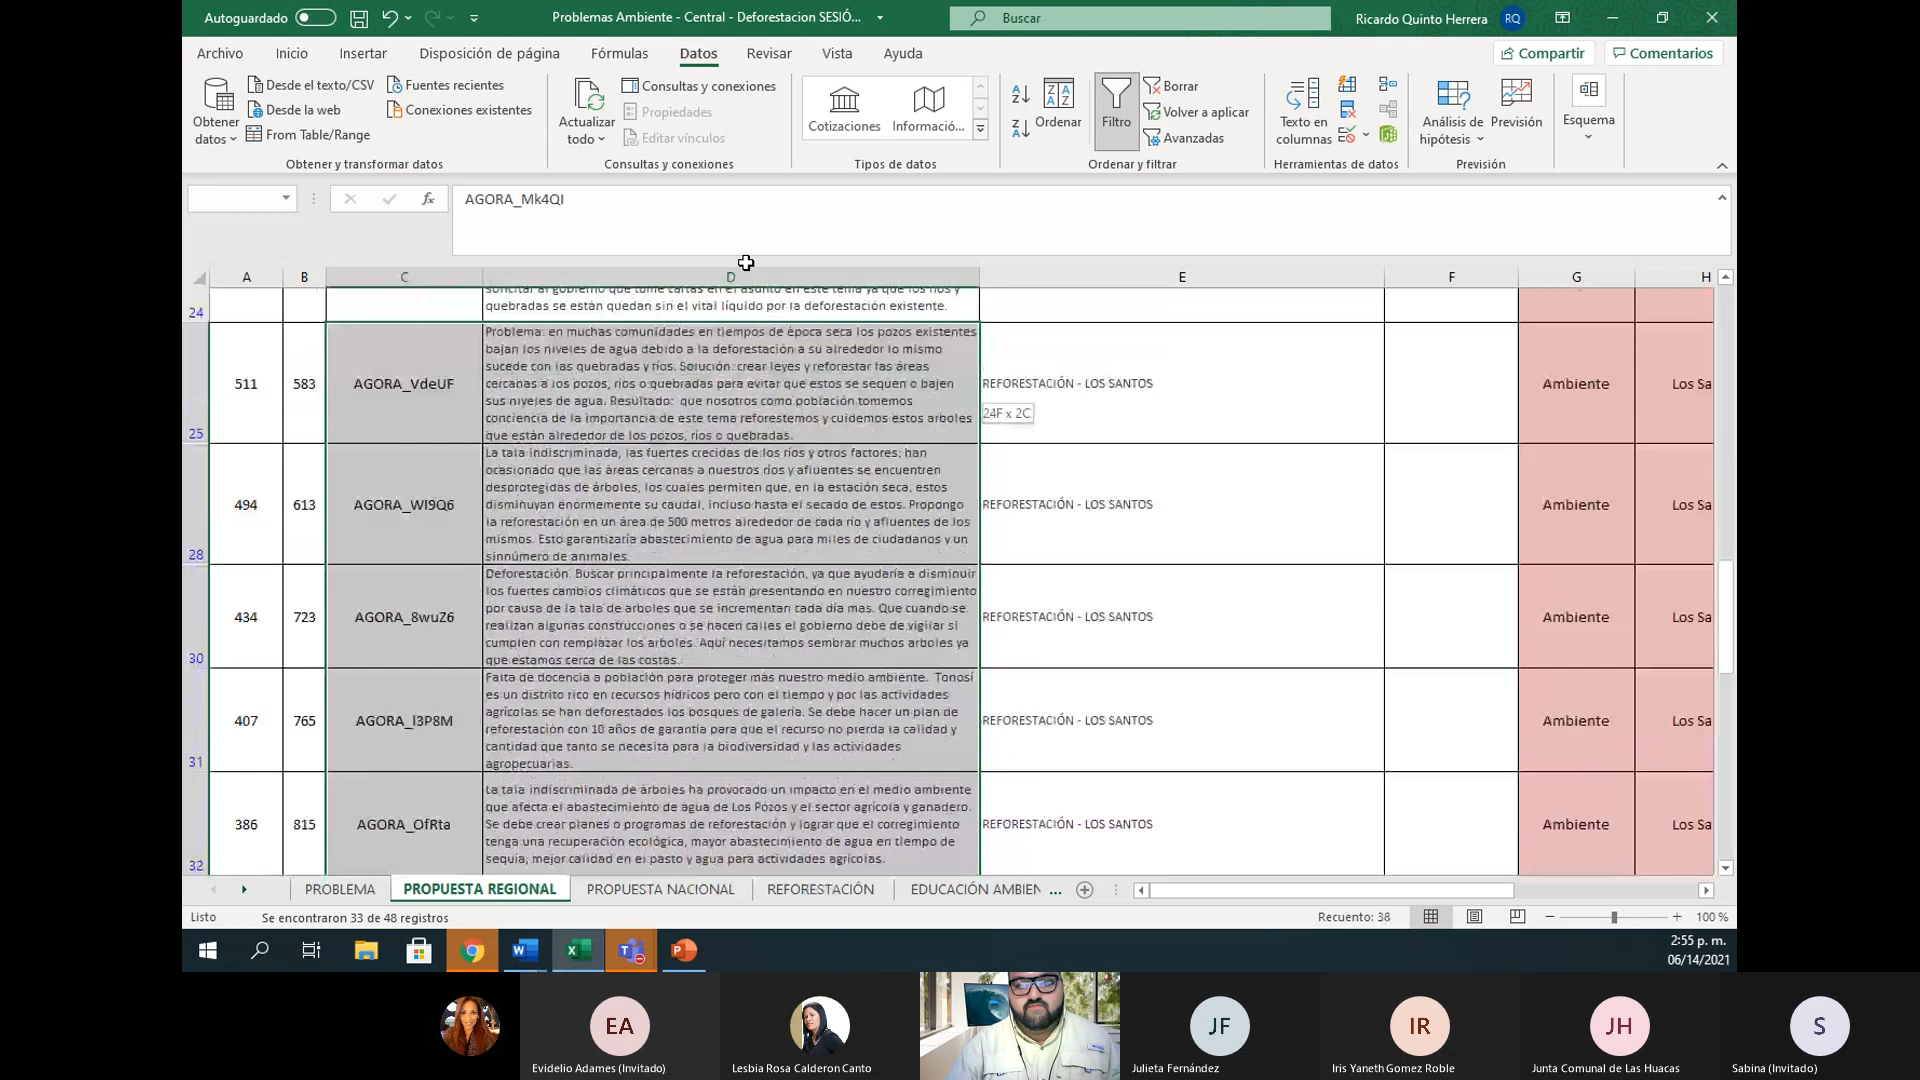 Autoguardado
Problemas Ambiente - Central - Deforestacion SESIÓ...
Buscar
Ricardo Quinto Herrera
RQ
Archivo Inicio Insertar Disposición de página Fórmulas Datos Revisar Vista Ayuda
Compartir
Comentarios
Obtener datos
Desde el texto/CSV
Desde la web
From Table/Range
Fuentes recientes
Conexiones existentes
Obtener y transformar datos
Actualizar todo
Consultas y conexiones
Propiedades
Editar vínculos
Consultas y conexiones
Cotizaciones
Informació...
Tipos de datos
Ordenar
Filtro
Borrar
Volver a aplicar
Avanzadas
Ordenar y filtrar
Texto en columnas
Herramientas de datos
Análisis de hipótesis
Previsión
Previsión
Esquema
fx
AGORA_Mk4QI
A B C D E F G H
24
quebradas se están quedan sin el vital líquido por la deforestación existente.
25
511 583 AGORA_VdeUF
Problema: en muchas comunidades en tiempos de época seca los pozos existentes
bajan los niveles de agua debido a la deforestación a su alrededor lo mismo
sucede con las quebradas y ríos. Solución: crear leyes y reforestar las áreas
cercanas a los pozos, ríos o quebradas para evitar que estos se sequen o bajen
sus niveles de agua. Resultado: que nosotros como población tomemos
conciencia de la importancia de este tema reforestemos y cuidemos estos arboles
que están alrededor de los pozos, ríos o quebradas.
REFORESTACIÓN - LOS SANTOS
24F x 2C
Ambiente
Los Sa
28
494 613 AGORA_Wl9Q6
La tala indiscriminada, las fuertes crecidas de los ríos y otros factores; han
ocasionado que las áreas cercanas a nuestros ríos y afluentes se encuentren
desprotegidas de árboles, los cuales permiten que, en la estación seca, estos
disminuyan enormemente su caudal, incluso hasta el secado de estos. Propongo
la reforestación en un área de 500 metros alrededor de cada río y afluentes de los
mismos. Esto garantizaría abastecimiento de agua para miles de ciudadanos y un
sinnúmero de animales.
REFORESTACIÓN - LOS SANTOS
Ambiente
Los Sa
30
434 723 AGORA_8wuZ6
Deforestación. Buscar principalmente la reforestación, ya que ayudaría a disminuir
los fuertes cambios climáticos que se están presentando en nuestro corregimiento
por causa de la tala de arboles que se incrementan cada día mas. Que cuando se
realizan algunas construcciones o se hacen calles el gobierno debe de vigilar si
cumplen con remplazar los arboles. Aquí necesitamos sembrar muchos arboles ya
que estamos cerca de las costas.
REFORESTACIÓN - LOS SANTOS
Ambiente
Los Sa
31
407 765 AGORA_l3P8M
Falta de docencia a población para proteger más nuestro medio ambiente. Tonosí
es un distrito rico en recursos hídricos pero con el tiempo y por las actividades
agrícolas se han deforestados los bosques de galería. Se debe hacer un plan de
reforestación con 10 años de garantía para que el recurso no pierda la calidad y
cantidad que tanto se necesita para la biodiversidad y las actividades
agropecuarias.
REFORESTACIÓN - LOS SANTOS
Ambiente
Los Sa
32
386 815 AGORA_OfRta
La tala indiscriminada de árboles ha provocado un impacto en el medio ambiente
que afecta el abastecimiento de agua de Los Pozos y el sector agrícola y ganadero.
Se debe crear planes o programas de reforestación y lograr que el corregimiento
tenga una recuperación ecológica, mayor abastecimiento de agua en tiempo de
sequía; mejor calidad en el pasto y agua para actividades agrícolas.
REFORESTACIÓN - LOS SANTOS
Ambiente
Los Sa
PROBLEMA PROPUESTA REGIONAL PROPUESTA NACIONAL REFORESTACIÓN EDUCACIÓN AMBIEN ...
Listo
Se encontraron 33 de 48 registros
Recuento: 38
100 %
2:55 p. m.
06/14/2021
EA
Evidelio Adames (Invitado)
Lesbia Rosa Calderon Canto
JF
Julieta Fernández
IR
Iris Yaneth Gomez Roble
JH
Junta Comunal de Las Huacas
S
Sabina (Invitado)